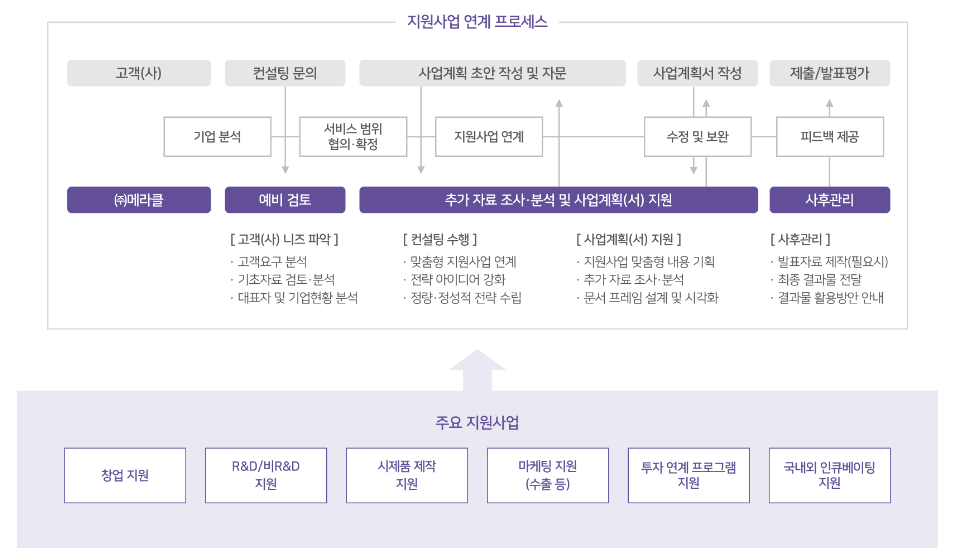 지원사업 연계 프로세스
고객(사)
컨설팅 문의
사업계획 초안 작성 및 자문
사업계획서 작성
제출/발표평가
기업 분석
서비스 범위
협의·확정
지원사업 연계
수정 및 보완
피드백 제공
㈜메라클
예비 검토
추가 자료 조사·분석 및 사업계획(서) 지원
사후관리
[ 고객(사) 니즈 파악 ]
· 고객요구 분석
· 기초자료 검토·분석
· 대표자 및 기업현황 분석
[ 컨설팅 수행 ]
· 맞춤형 지원사업 연계
· 전략 아이디어 강화
· 정량·정성적 전략 수립
[ 사업계획(서) 지원 ]
· 지원사업 맞춤형 내용 기획
· 추가 자료 조사·분석
· 문서 프레임 설계 및 시각화
[ 사후관리 ]
· 발표자료 제작(필요시)
· 최종 결과물 전달
· 결과물 활용방안 안내
주요 지원사업
창업 지원
R&D/비R&D
지원
시제품 제작
지원
마케팅 지원
(수출 등)
투자 연계 프로그램
지원
국내외 인큐베이팅
지원